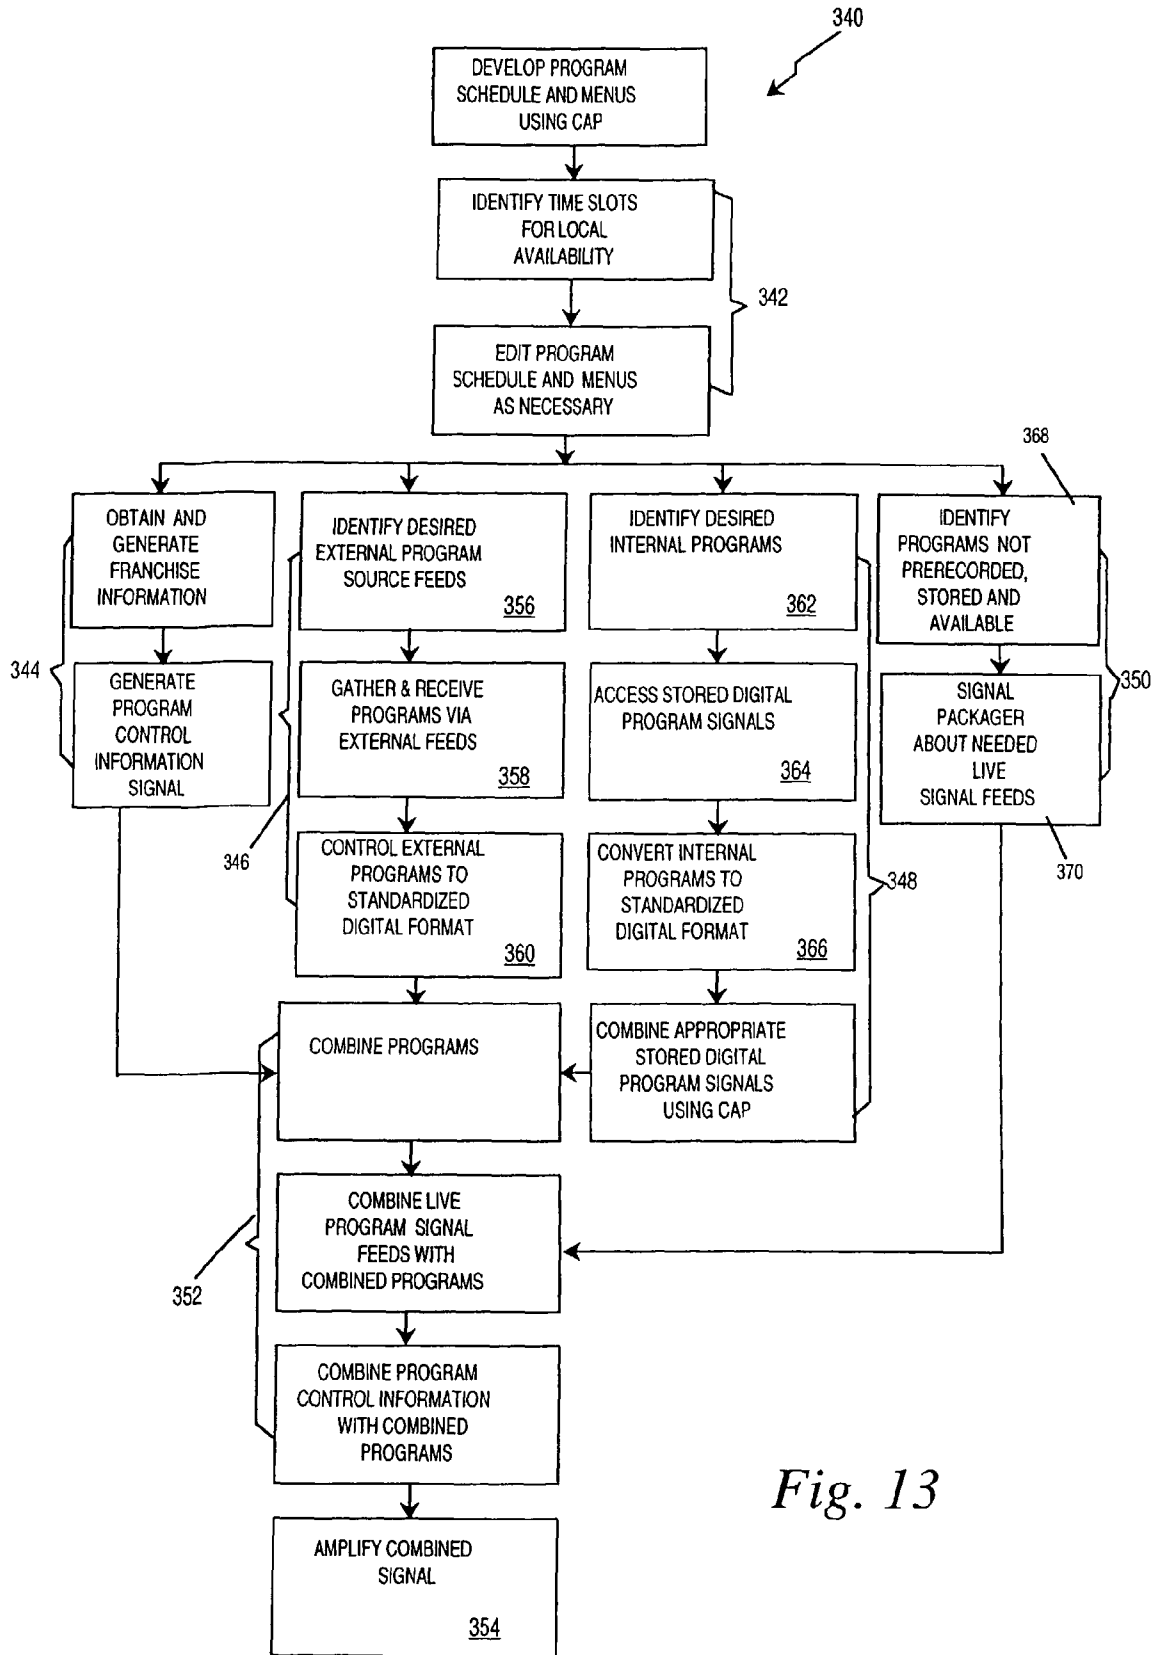 340
DEVELOP PROGRAM
SCHEDULE AND MENUS
USING CAP
IDENTIFY TIME SLOTS
FOR LOCAL
AVAILABILITY
342
EDIT PROGRAM
SCHEDULE AND MENUS
AS NECESSARY
368
OBTAIN AND
GENERATE
FRANCHISE
INFORMATION
IDENTIFY DESIRED
EXTERNAL PROGRAM
SOURCE FEEDS
356
IDENTIFY DESIRED
INTERNAL PROGRAMS
362
IDENTIFY
PROGRAMS NOT
PRERECORDED,
STORED AND
AVAILABLE
344
350
GENERATE
PROGRAM
CONTROL
INFORMATION
SIGNAL
GATHER & RECEIVE
PROGRAMS VIA
EXTERNAL FEEDS
358
ACCESS STORED DIGITAL
PROGRAM SIGNALS
364
SIGNAL
PACKAGER
ABOUT NEEDED
LIVE
SIGNAL FEEDS
346
CONTROL EXTERNAL
PROGRAMS TO
STANDARDIZED
DIGITAL FORMAT
360
CONVERT INTERNAL
PROGRAMS TO
STANDARDIZED
DIGITAL FORMAT
366
348
370
COMBINE PROGRAMS
COMBINE APPROPRIATE
STORED DIGITAL
PROGRAM SIGNALS
USING CAP
COMBINE LIVE
PROGRAM SIGNAL
FEEDS WITH
COMBINED PROGRAMS
352
COMBINE PROGRAM
CONTROL INFORMATION
WITH COMBINED
PROGRAMS
AMPLIFY COMBINED
SIGNAL
354
Fig. 13